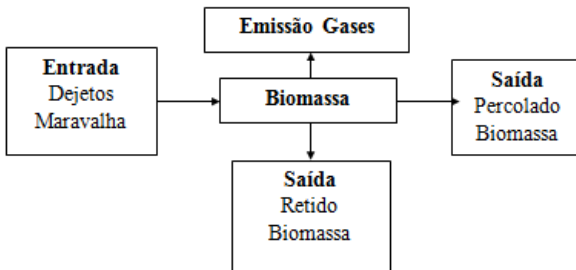 Emissão Gases
Entrada
Dejetos
Maravalha
Biomassa
Saída
Percolado
Biomassa
Saída
Retido
Biomassa